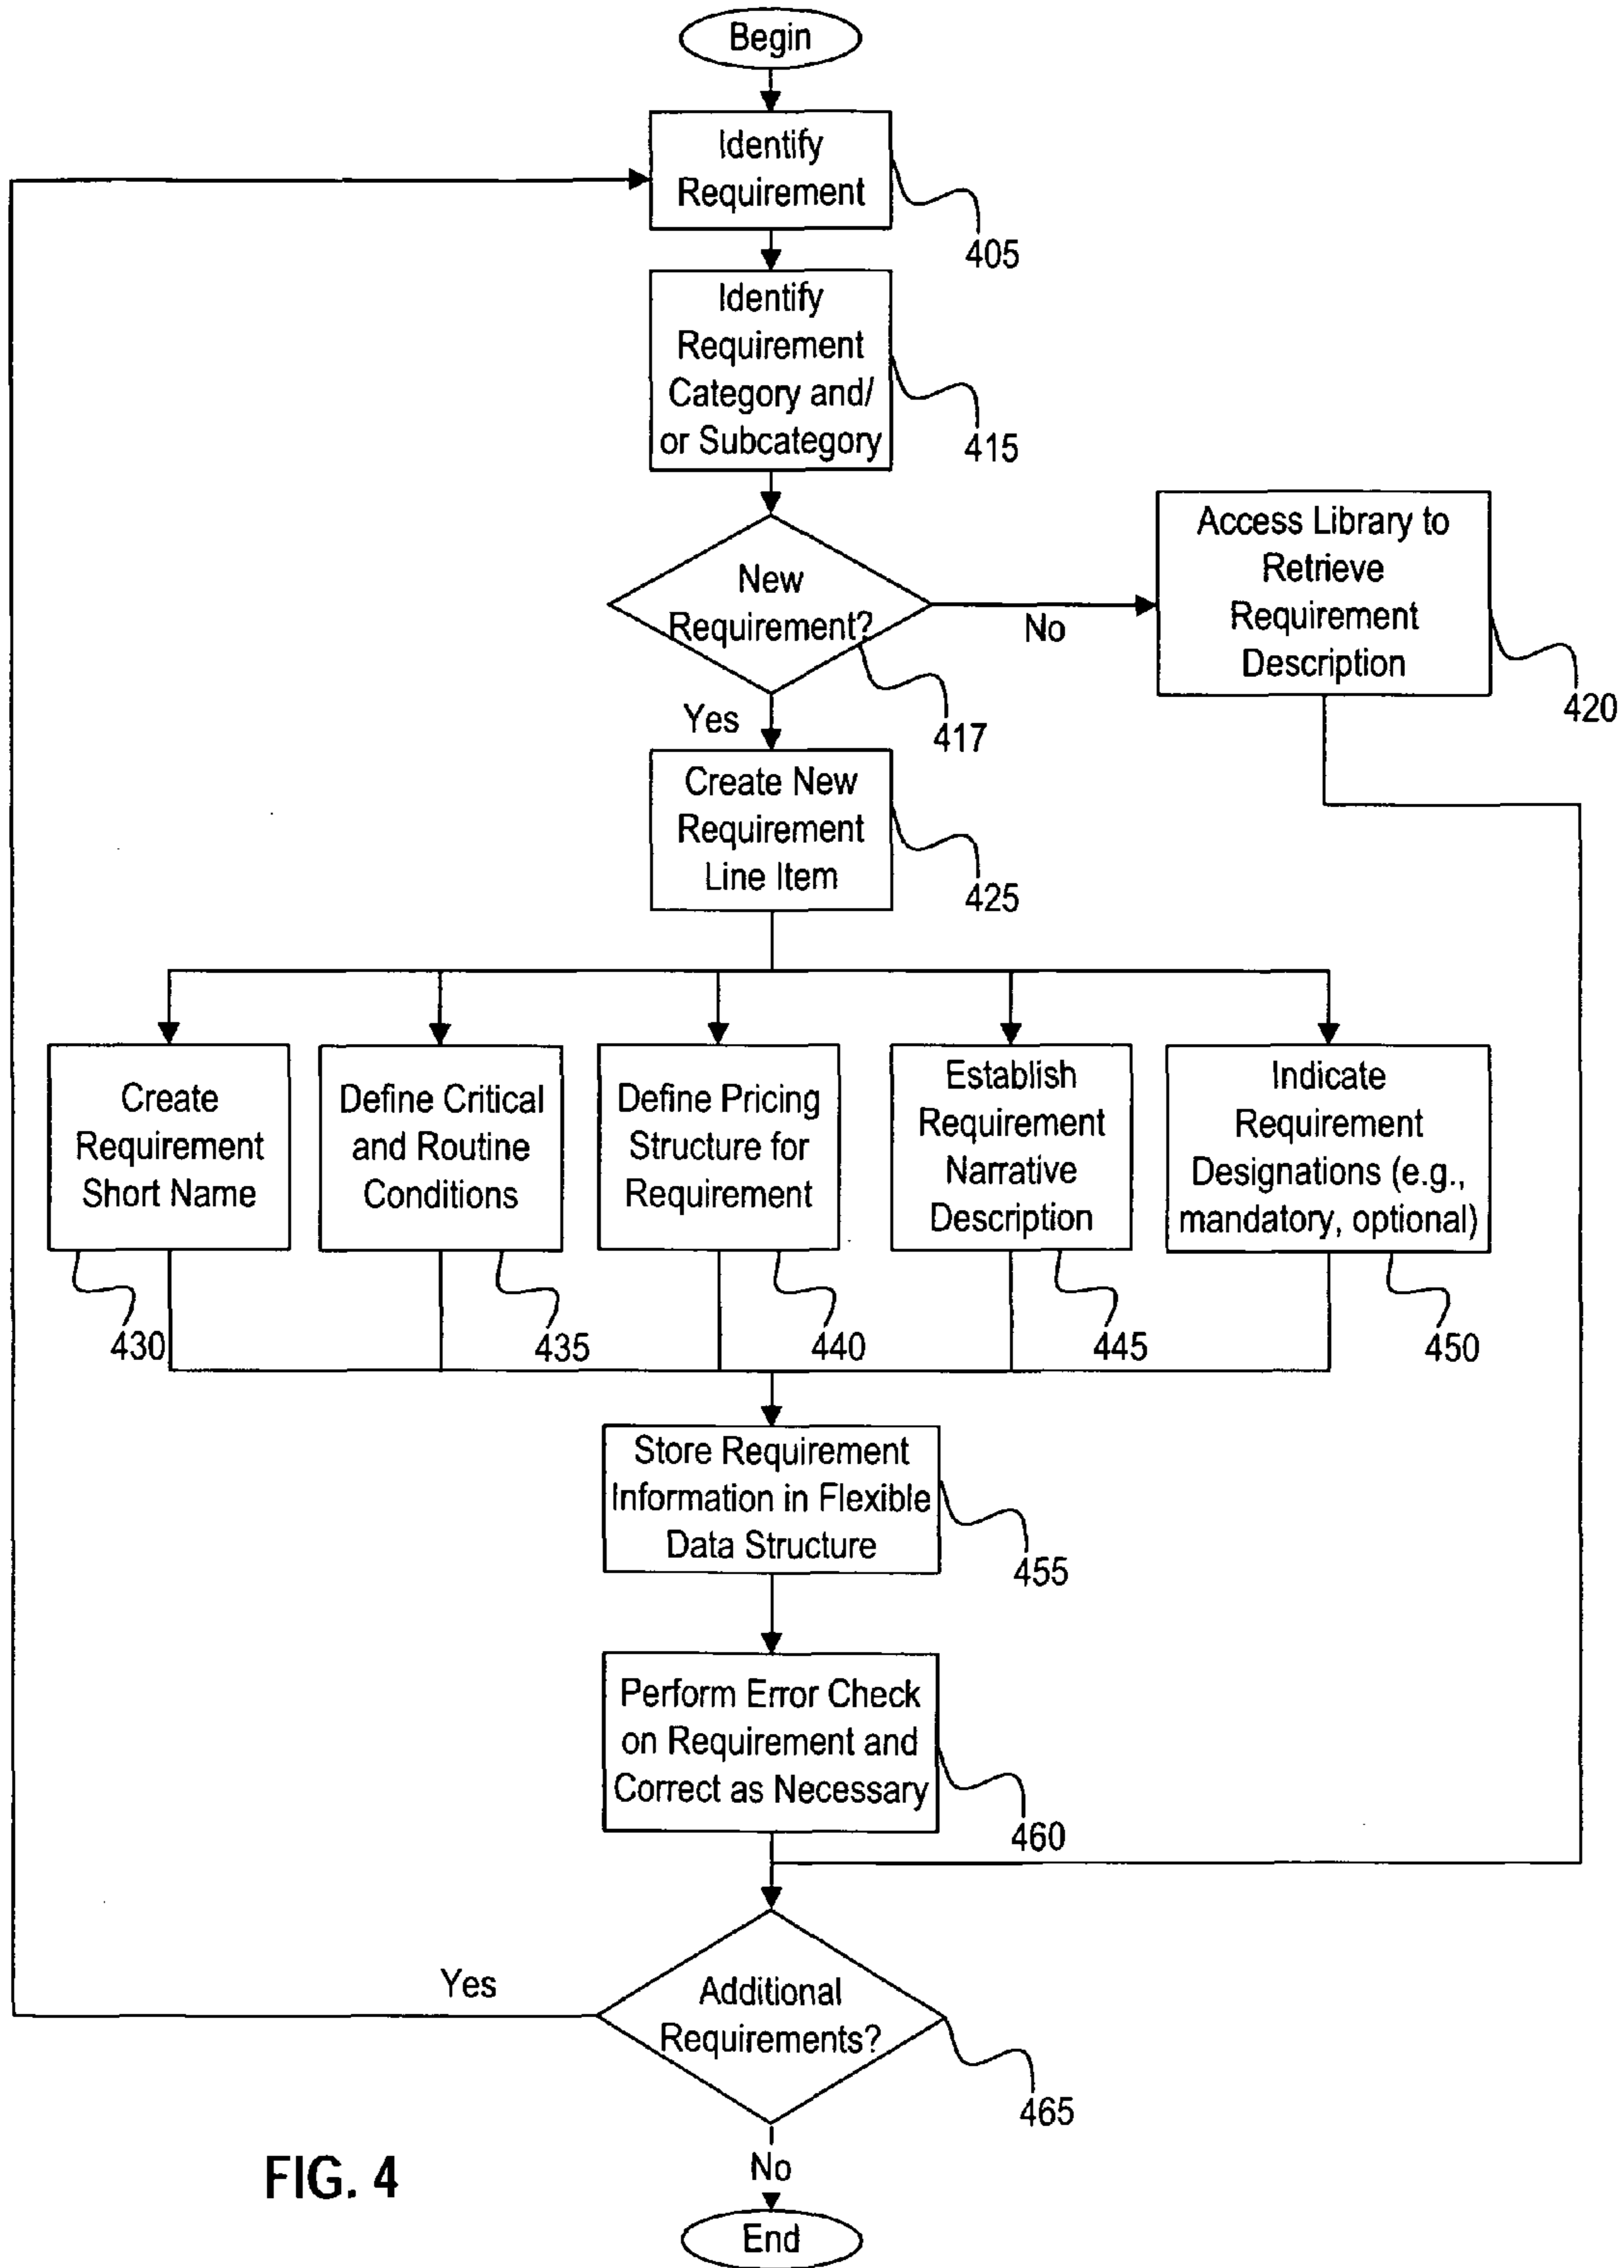 Begin
Identify
Requirement
405
Identify
Requirement
Category and/
or Subcategory
415
New
Requirement?
417
No
Access Library to
Retrieve
Requirement
Description
420
Yes
Create New
Requirement
Line Item
425
Create
Requirement
Short Name
430
Define Critical
and Routine
Conditions
435
Define Pricing
Structure for
Requirement
440
Establish
Requirement
Narrative
Description
445
Indicate
Requirement
Designations (e.g.,
mandatory, optional)
450
Store Requirement
Information in Flexible
Data Structure
455
Perform Error Check
on Requirement and
Correct as Necessary
460
Yes
Additional
Requirements?
465
No
End
FIG. 4